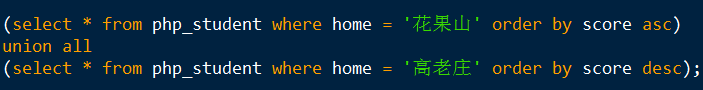 (select * from php_student where home = '花果山' order by score asc)
union all
(select * from php_student where home = '高老庄' order by score desc);